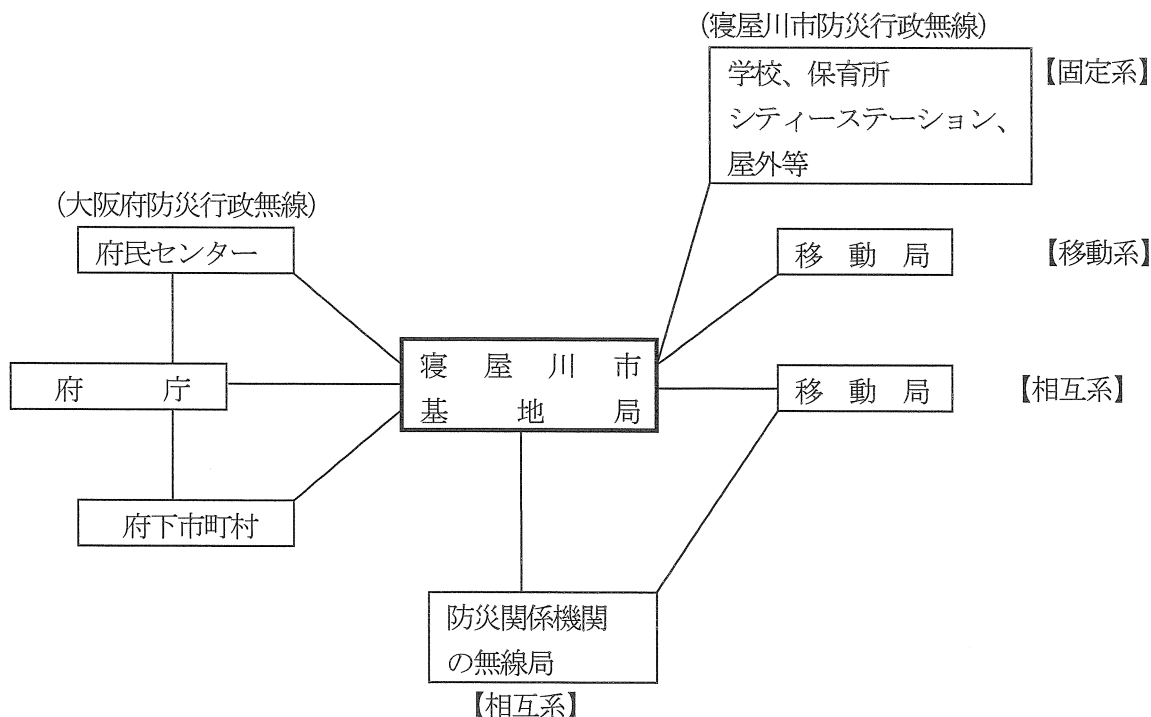 (寝屋川市防災行政無線)
学校、保育所
シティーステーション、
屋外等
【固定系】
(大阪府防災行政無線)
府民センター
移動局
【移動系】
寝屋川市
基地局
府庁
移動局
【相互系】
府下市町村
防災関係機関
の無線局
【相互系】